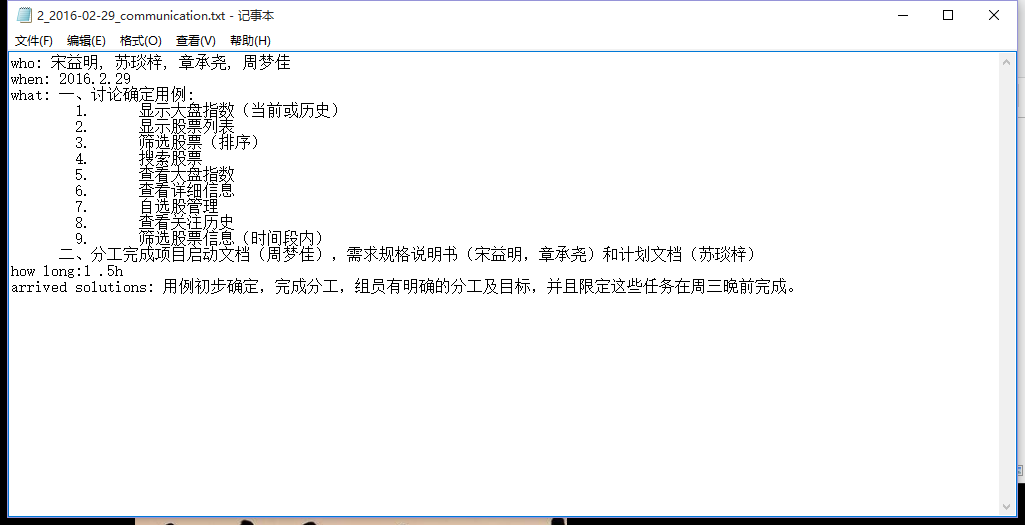 2_2016-02-29_communication.txt - 记事本
文件(F) 编辑(E) 格式(O) 查看(V) 帮助(H)
who: 宋益明, 苏琰梓, 章承尧, 周梦佳
when: 2016.2.29
what: 一、讨论确定用例:
1. 显示大盘指数（当前或历史）
2. 显示股票列表
3. 筛选股票（排序）
4. 搜索股票
5. 查看大盘指数
6. 查看详细信息
7. 自选股管理
8. 查看关注历史
9. 筛选股票信息（时间段内）
二、分工完成项目启动文档（周梦佳）, 需求规格说明书（宋益明, 章承尧）和计划文档（苏琰梓）
how long:1 .5h
arrived solutions: 用例初步确定, 完成分工, 组员有明确的分工及目标, 并且限定这些任务在周三晚前完成。